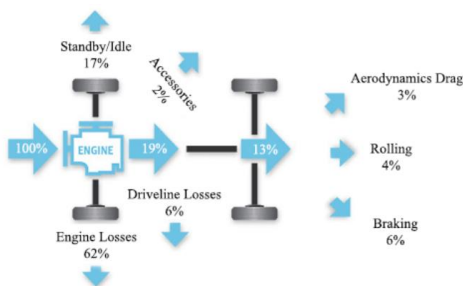 Standby/Idle
17%
Accessories
2%
Aerodynamics Drag
3%
100%
ENGINE
19%
13%
Rolling
4%
Driveline Losses
6%
Braking
6%
Engine Losses
62%